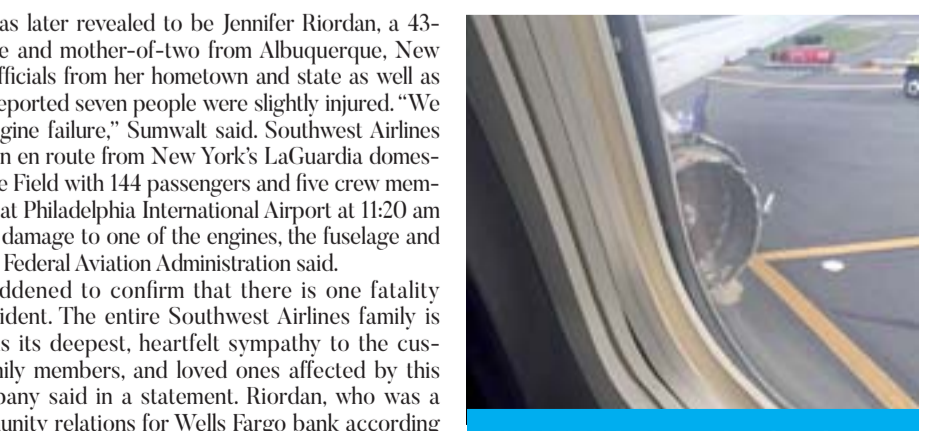 as later revealed to be Jennifer Riordan, a 43-
e and mother-of-two from Albuquerque, New
fficials from her hometown and state as well as
eported seven people were slightly injured. “We
gine failure,” Sumwalt said. Southwest Airlines
n en route from New York’s LaGuardia domes-
e Field with 144 passengers and five crew mem-
at Philadelphia International Airport at 11:20 am
damage to one of the engines, the fuselage and
Federal Aviation Administration said.
ddened to confirm that there is one fatality
ident. The entire Southwest Airlines family is
s its deepest, heartfelt sympathy to the cus-
mily members, and loved ones affected by this
pany said in a statement. Riordan, who was a
unity relations for Wells Fargo bank according